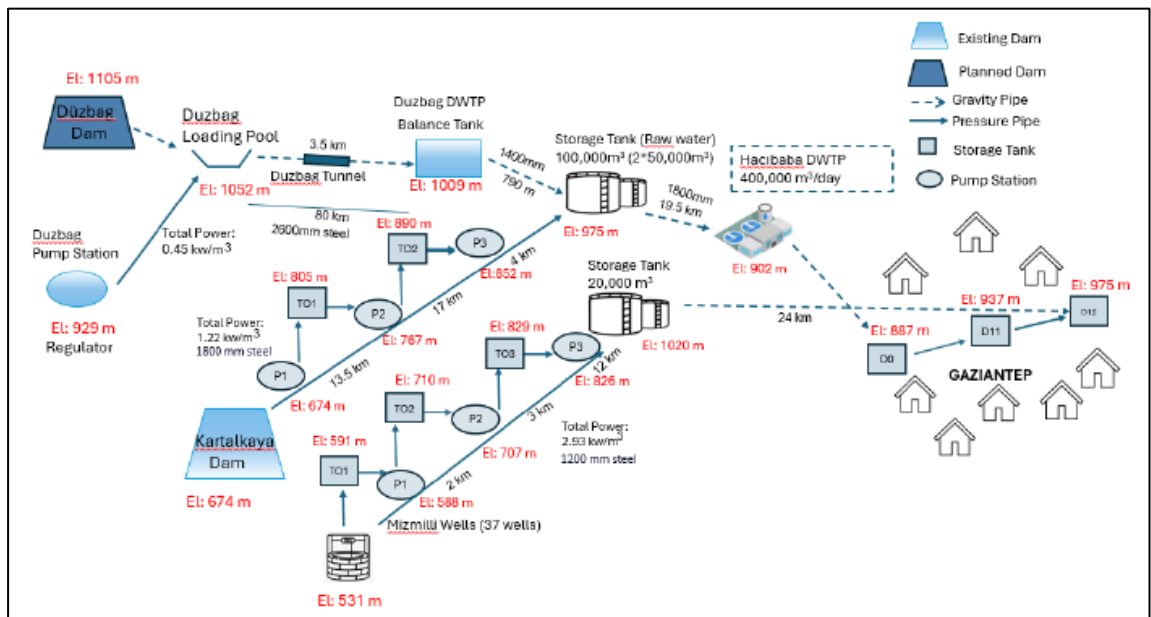 Existing Dam
Planned Dam
Gravity Pipe
Pressure Pipe
Storage Tank
Pump Station
El: 1105 m
Düzbag
Dam
Duzbag
Loading Pool
El: 1052 m
3.5 km
Duzbag Tunnel
Duzbag DWTP
Balance Tank
El: 1009 m
1400mm
790 m
Storage Tank (Raw water)
100,000m³ (2*50,000m³)
El: 975 m
1800mm
19.5 km
Hacıbaba DWTP
400,000 m³/day
El: 902 m
80 km
2600mm steel
Duzbag
Pump Station
Total Power:
0.45 kw/m³
El: 929 m
Regulator
El: 805 m
TO1
El: 890 m
TO2
P3
El:852 m
4 km
17 km
P2
El: 767 m
Total Power:
1.22 kw/m³
1800 mm steel
P1
13.5 km
El: 674 m
Kartalkaya
Dam
El: 674 m
Storage Tank
20,000 m³
El: 1020 m
24 km
El: 829 m
TO3
P3
El: 826 m
12 km
El: 710 m
TO2
P2
El: 707 m
3 km
Total Power:
2.93 kw/m³
1200 mm steel
El: 591 m
TO1
P1
El: 588 m
2 km
Mizmilli Wells (37 wells)
El: 531 m
El: 887 m
El: 937 m
D11
El: 975 m
GAZIANTEP